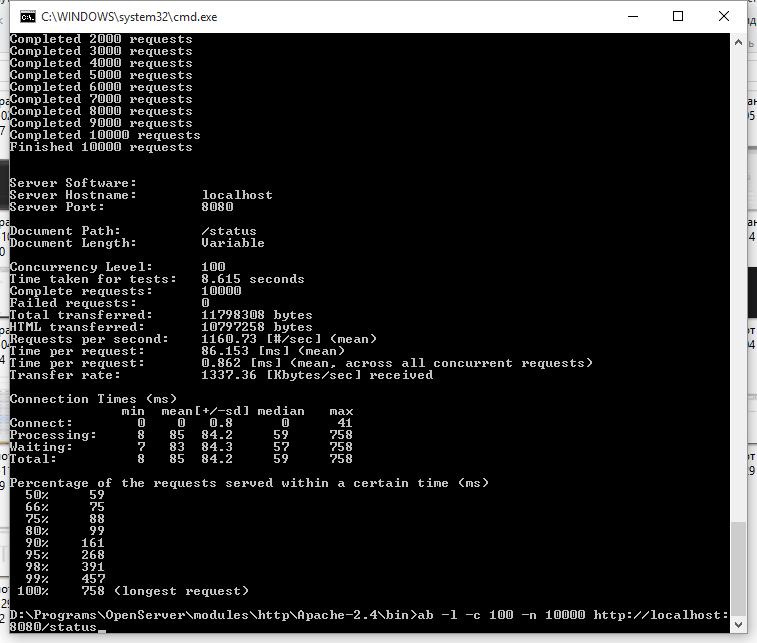 C:\WINDOWS\system32\cmd.exe
Completed 2000 requests
Completed 3000 requests
Completed 4000 requests
Completed 5000 requests
Completed 6000 requests
Completed 7000 requests
Completed 8000 requests
Completed 9000 requests
Completed 10000 requests
Finished 10000 requests
Server Software:
Server Hostname:        localhost
Server Port:            8080
Document Path:          /status
Document Length:        Variable
Concurrency Level:      100
Time taken for tests:   8.615 seconds
Complete requests:      10000
Failed requests:        0
Total transferred:      11798308 bytes
HTML transferred:       10797258 bytes
Requests per second:    1160.73 [#/sec] (mean)
Time per request:       86.153 [ms] (mean)
Time per request:       0.862 [ms] (mean, across all concurrent requests)
Transfer rate:          1337.36 [Kbytes/sec] received
Connection Times (ms)
              min  mean[+/-sd] median   max
Connect:        0    0   0.8      0      41
Processing:     8   85  84.2     59     758
Waiting:        7   83  84.3     57     758
Total:          8   85  84.2     59     758
Percentage of the requests served within a certain time (ms)
  50%     59
  66%     75
  75%     88
  80%     99
  90%    161
  95%    268
  98%    391
  99%    457
 100%    758 (longest request)
D:\Programs\OpenServer\modules\http\Apache-2.4\bin>ab -l -c 100 -n 10000 http://localhost:
8080/status_